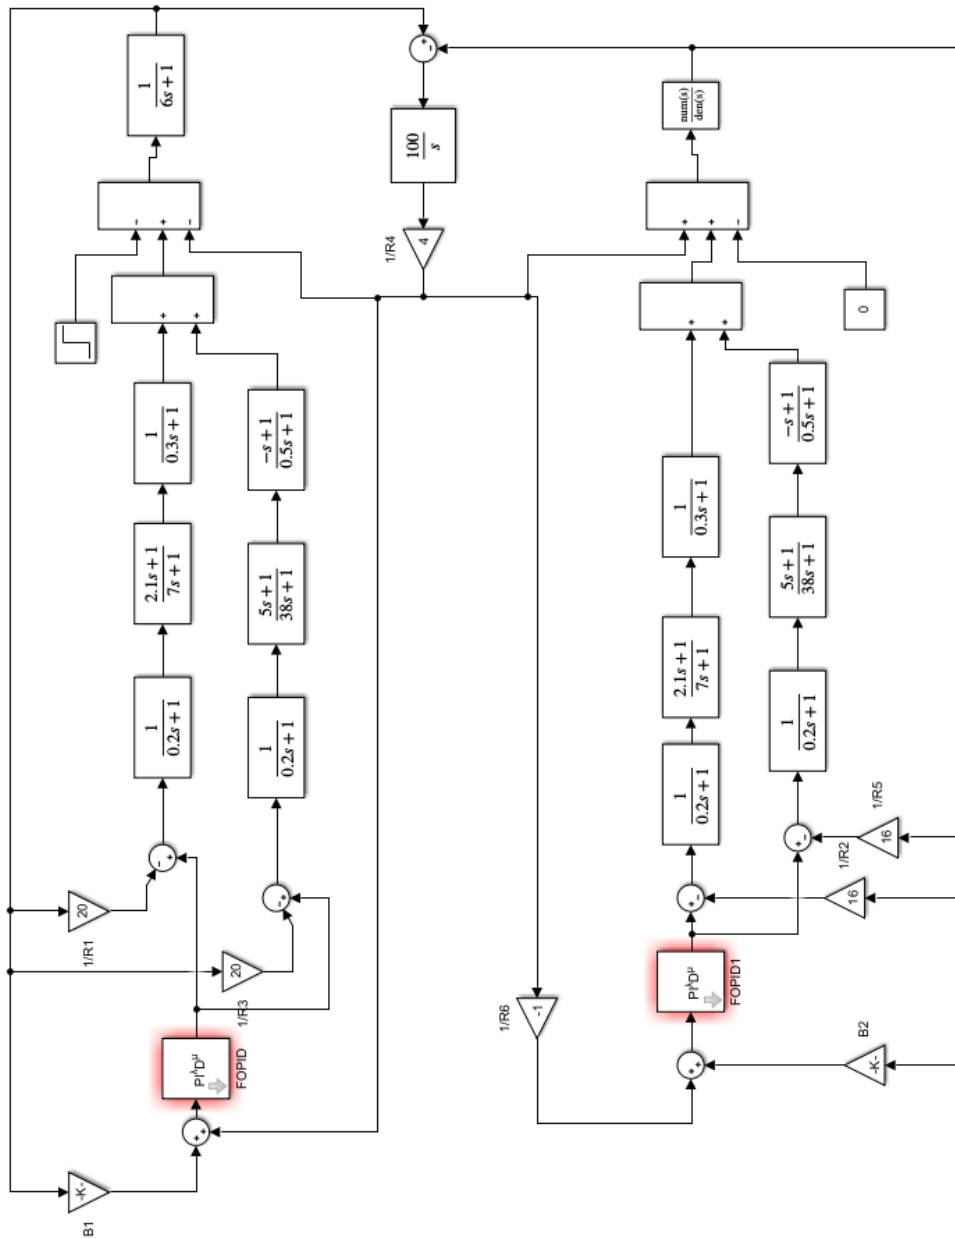 1
6s + 1
+
-
100
s
num(s)
den(s)
-
+
-
1/R4
4
+
+
-
+
+
+
+
0
1
0.3s + 1
-s + 1
0.5s + 1
-s + 1
0.5s + 1
2.1s + 1
7s + 1
5s + 1
38s + 1
1
0.3s + 1
5s + 1
38s + 1
1
0.2s + 1
1
0.2s + 1
2.1s + 1
7s + 1
1
0.2s + 1
1
0.2s + 1
-
+
-
+
+
-
+
-
20
1/R1
20
1/R3
16
1/R5
16
1/R2
PI^λD^μ
FOPID
PI^λD^μ
FOPID1
-1
1/R6
+
+
+
+
-K-
B1
-K-
B2